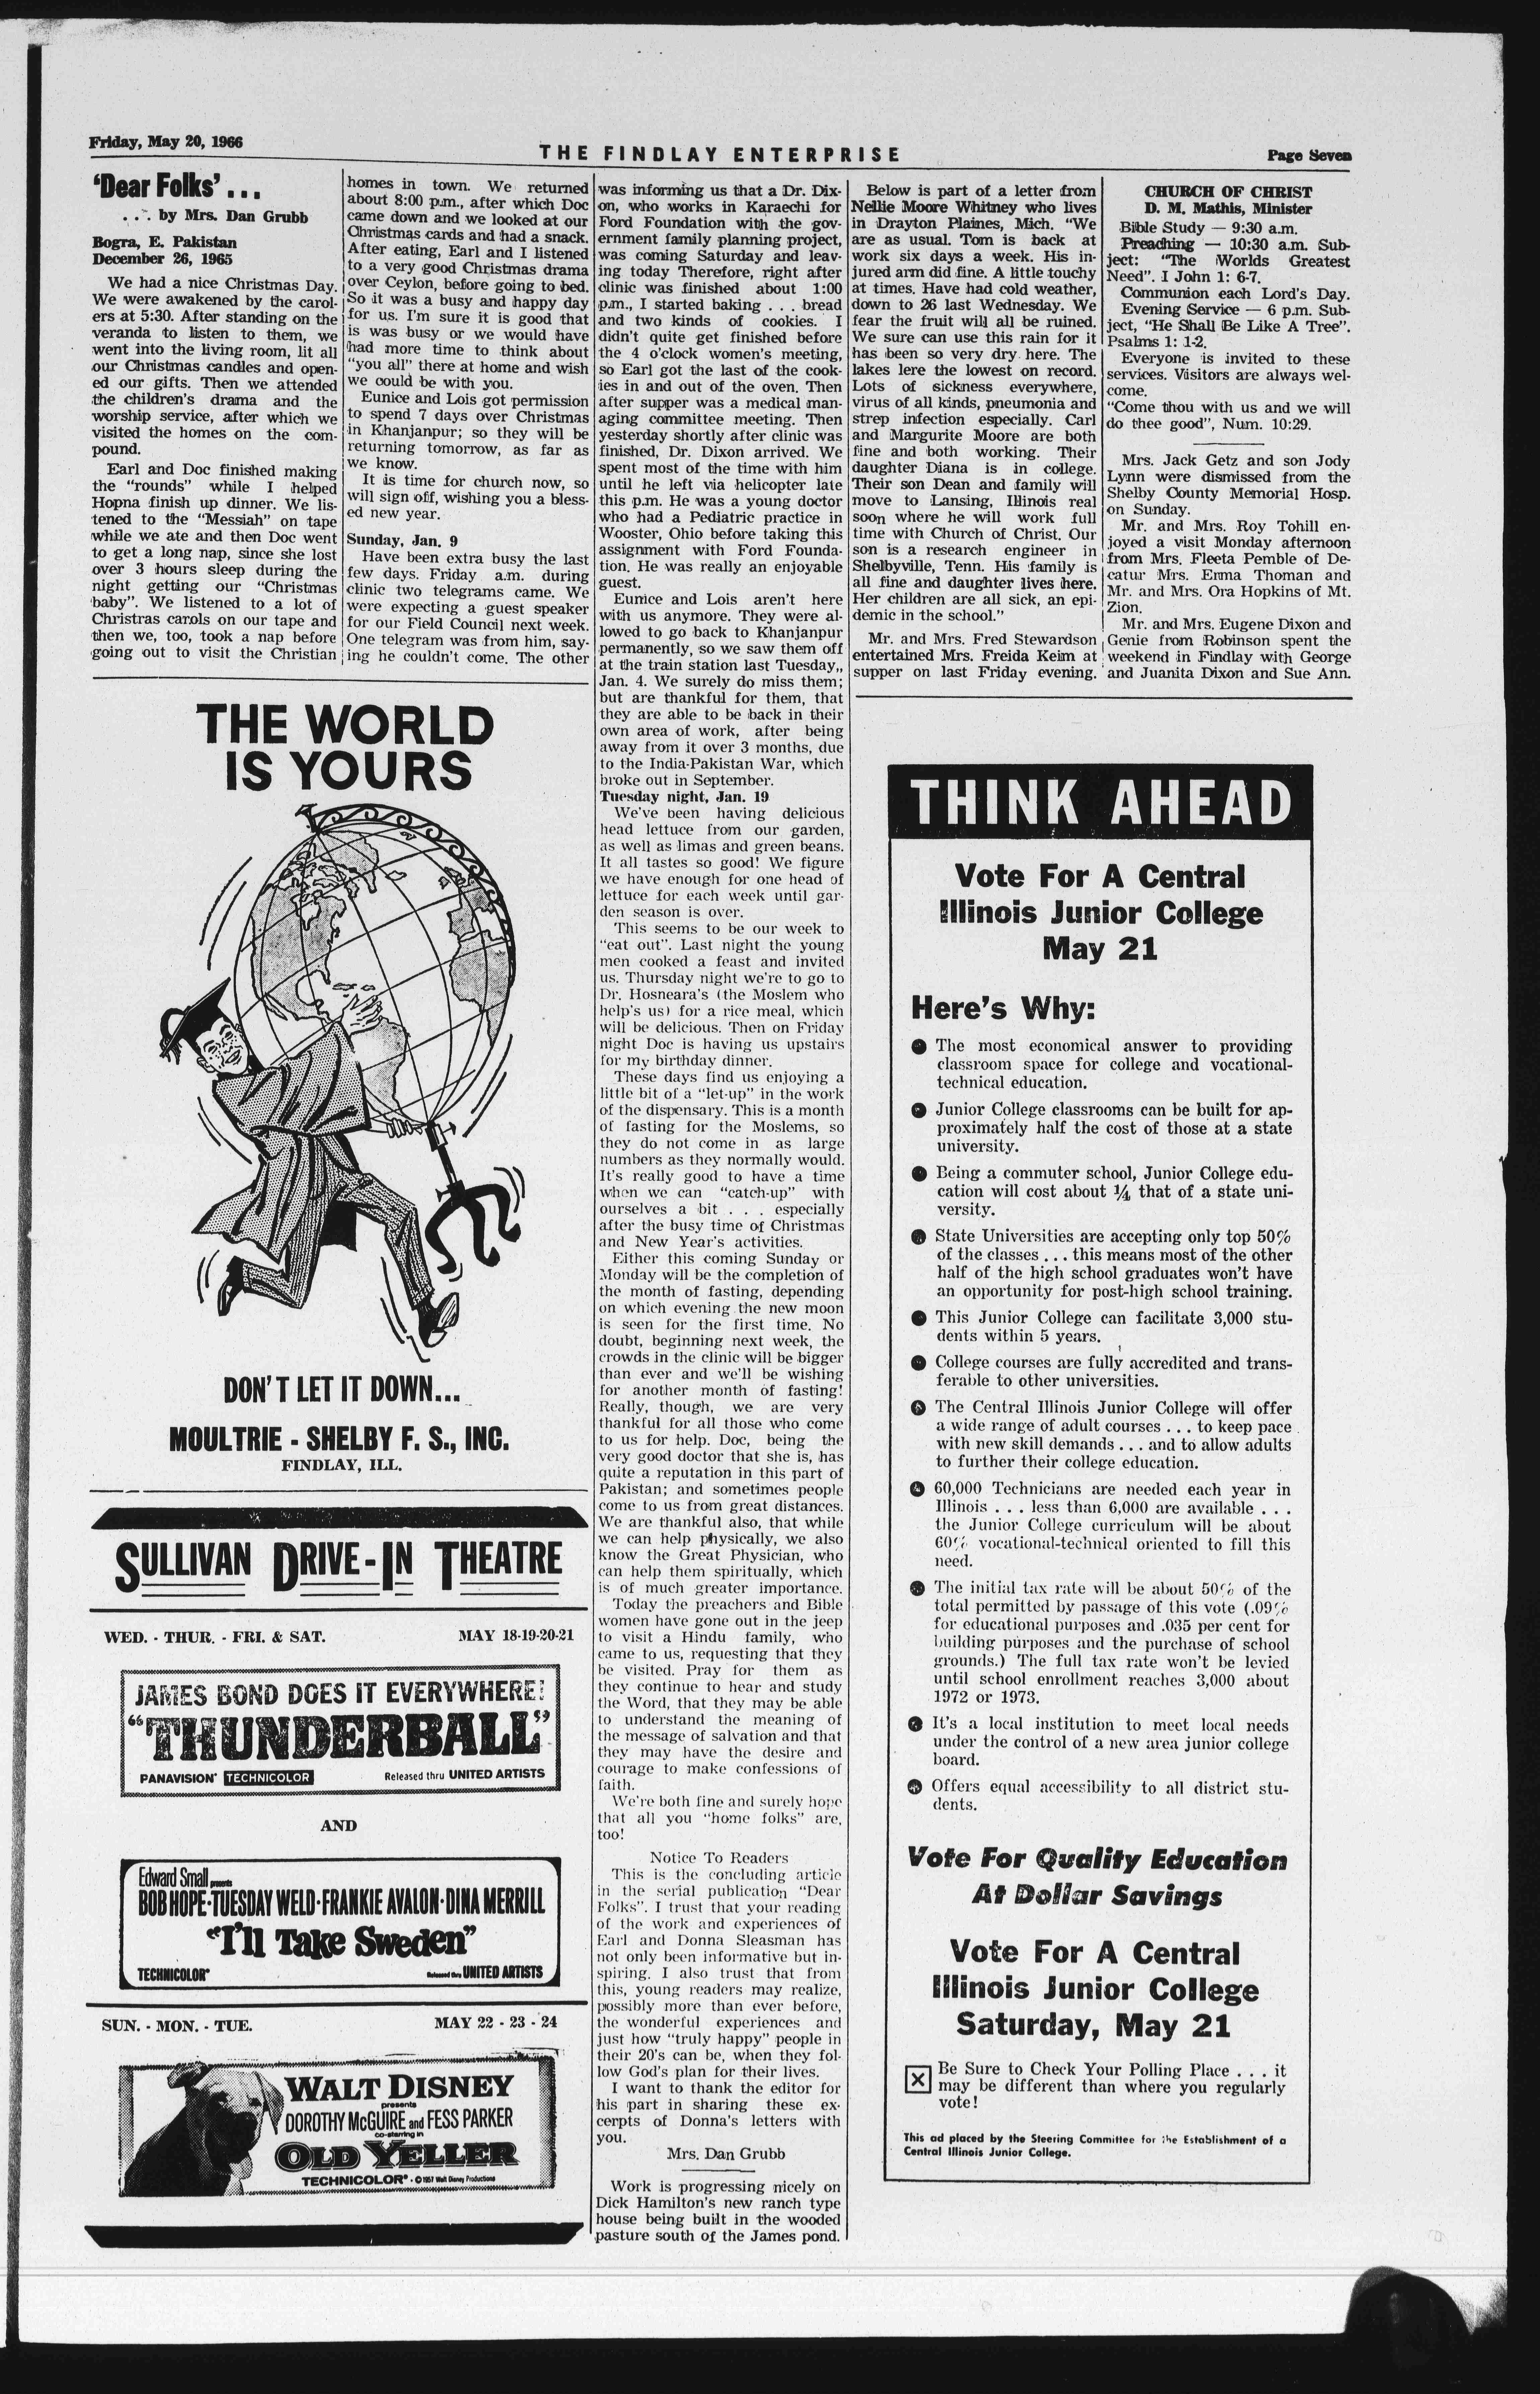 Friday, May 20, 1966
THE FINDLAY ENTERPRISE
Page Seven
'Dear Folks' ...
. . . by Mrs. Dan Grubb
Bogra, E. Pakistan
December 26, 1965
We had a nice Christmas Day.
We were awakened by the carol-
ers at 5:30. After standing on the
veranda to listen to them, we
went into the living room, lit all
our Christmas candles and open-
ed our gifts. Then we attended
the children's drama and the
worship service, after which we
visited the homes on the com-
pound.
Earl and Doc finished making
the "rounds" while I helped
Hopna finish up dinner. We lis-
tened to the "Messiah" on tape
while we ate and then Doc went
to get a long nap, since she lost
over 3 hours sleep during the
night getting our "Christmas
baby". We listened to a lot of
Christras carols on our tape and
then we, too, took a nap before
going out to visit the Christian
homes in town. We returned
about 8:00 p.m., after which Doc
came down and we looked at our
Christmas cards and had a snack.
After eating, Earl and I listened
to a very good Christmas drama
over Ceylon, before going to bed.
So it was a busy and happy day
for us. I'm sure it is good that
is was busy or we would have
had more time to think about
"you all" there at home and wish
we could be with you.
Eunice and Lois got permission
to spend 7 days over Christmas
in Khanjanpur; so they will be
returning tomorrow, as far as
we know.
It is time for church now, so
will sign off, wishing you a bless-
ed new year.
Sunday, Jan. 9
Have been extra busy the last
few days. Friday a.m. during
clinic two telegrams came. We
were expecting a guest speaker
for our Field Council next week.
One telegram was from him, say-
ing he couldn't come. The other
was informing us that a Dr. Dix-
on, who works in Karaechi for
Ford Foundation with the gov-
ernment family planning project,
was coming Saturday and leav-
ing today Therefore, right after
clinic was finished about 1:00
p.m., I started baking . . . bread
and two kinds of cookies. I
didn't quite get finished before
the 4 o'clock women's meeting,
so Earl got the last of the cook-
ies in and out of the oven. Then
after supper was a medical man-
aging committee meeting. Then
yesterday shortly after clinic was
finished, Dr. Dixon arrived. We
spent most of the time with him
until he left via helicopter late
this p.m. He was a young doctor
who had a Pediatric practice in
Wooster, Ohio before taking this
assignment with Ford Founda-
tion. He was really an enjoyable
guest.
Eunice and Lois aren't here
with us anymore. They were al-
lowed to go back to Khanjanpur
permanently, so we saw them off
at the train station last Tuesday,,
Jan. 4. We surely do miss them;
but are thankful for them, that
they are able to be back in their
own area of work, after being
away from it over 3 months, due
to the India-Pakistan War, which
broke out in September.
Tuesday night, Jan. 19
We've been having delicious
head lettuce from our garden,
as well as limas and green beans.
It all tastes so good! We figure
we have enough for one head of
lettuce for each week until gar-
den season is over.
This seems to be our week to
"eat out". Last night the young
men cooked a feast and invited
us. Thursday night we're to go to
Dr. Hosneara's (the Moslem who
help's us) for a rice meal, which
will be delicious. Then on Friday
night Doc is having us upstairs
for my birthday dinner.
These days find us enjoying a
little bit of a "let-up" in the work
of the dispensary. This is a month
of fasting for the Moslems, so
they do not come in as large
numbers as they normally would.
It's really good to have a time
when we can "catch-up" with
ourselves a bit . . . especially
after the busy time of Christmas
and New Year's activities.
Either this coming Sunday or
Monday will be the completion of
the month of fasting, depending
on which evening the new moon
is seen for the first time. No
doubt, beginning next week, the
crowds in the clinic will be bigger
than ever and we'll be wishing
for another month of fasting!
Really, though, we are very
thankful for all those who come
to us for help. Doc, being the
very good doctor that she is, has
quite a reputation in this part of
Pakistan; and sometimes people
come to us from great distances.
We are thankful also, that while
we can help physically, we also
know the Great Physician, who
can help them spiritually, which
is of much greater importance.
Today the preachers and Bible
women have gone out in the jeep
to visit a Hindu family, who
came to us, requesting that they
be visited. Pray for them as
they continue to hear and study
the Word, that they may be able
to understand the meaning of
the message of salvation and that
they may have the desire and
courage to make confessions of
faith.
We're both fine and surely hope
that all you "home folks" are,
too!
Notice To Readers
This is the concluding article
in the serial publication "Dear
Folks". I trust that your reading
of the work and experiences of
Earl and Donna Sleasman has
not only been informative but in-
spiring. I also trust that from
this, young readers may realize,
possibly more than ever before,
the wonderful experiences and
just how "truly happy" people in
their 20's can be, when they fol-
low God's plan for their lives.
I want to thank the editor for
his part in sharing these ex-
cerpts of Donna's letters with
you.
Mrs. Dan Grubb
Work is progressing nicely on
Dick Hamilton's new ranch type
house being built in the wooded
pasture south of the James pond.
Below is part of a letter from
Nellie Moore Whitney who lives
in Drayton Plaines, Mich. "We
are as usual. Tom is back at
work six days a week. His in-
jured arm did fine. A little touchy
at times. Have had cold weather,
down to 26 last Wednesday. We
fear the fruit will all be ruined.
We sure can use this rain for it
has been so very dry here. The
lakes lere the lowest on record.
Lots of sickness everywhere,
virus of all kinds, pneumonia and
strep infection especially. Carl
and Margurite Moore are both
fine and both working. Their
daughter Diana is in college.
Their son Dean and family will
move to Lansing, Illinois real
soon where he will work full
time with Church of Christ. Our
son is a research engineer in
Shelbyville, Tenn. His family is
all fine and daughter lives here.
Her children are all sick, an epi-
demic in the school."
Mr. and Mrs. Fred Stewardson
entertained Mrs. Freida Keim at
supper on last Friday evening.
CHURCH OF CHRIST
D. M. Mathis, Minister
Bible Study — 9:30 a.m.
Preaching — 10:30 a.m. Sub-
ject: "The Worlds Greatest
Need". I John 1: 6-7.
Communion each Lord's Day.
Evening Service — 6 p.m. Sub-
ject, "He Shall Be Like A Tree".
Psalms 1: 1-2.
Everyone is invited to these
services. Visitors are always wel-
come.
"Come thou with us and we will
do thee good", Num. 10:29.
Mrs. Jack Getz and son Jody
Lynn were dismissed from the
Shelby County Memorial Hosp.
on Sunday.
Mr. and Mrs. Roy Tohill en-
joyed a visit Monday afternoon
from Mrs. Fleeta Pemble of De-
catur Mrs. Erma Thoman and
Mr. and Mrs. Ora Hopkins of Mt.
Zion.
Mr. and Mrs. Eugene Dixon and
Genie from Robinson spent the
weekend in Findlay with George
and Juanita Dixon and Sue Ann.
THE WORLD
IS YOURS
DON'T LET IT DOWN...
MOULTRIE - SHELBY F. S., INC.
FINDLAY, ILL.
SULLIVAN DRIVE-IN THEATRE
WED. - THUR. - FRI. & SAT. MAY 18-19-20-21
JAMES BOND DOES IT EVERYWHERE!
"THUNDERBALL"
PANAVISION® TECHNICOLOR Released thru UNITED ARTISTS
AND
Edward Small presents
BOB HOPE · TUESDAY WELD · FRANKIE AVALON · DINA MERRILL
"I'll Take Sweden"
TECHNICOLOR® Released thru UNITED ARTISTS
SUN. - MON. - TUE. MAY 22 - 23 - 24
WALT DISNEY
presents
DOROTHY McGUIRE and FESS PARKER
co-starring in
OLD YELLER
TECHNICOLOR® · © 1957 Walt Disney Productions
THINK AHEAD
Vote For A Central
Illinois Junior College
May 21
Here's Why:
The most economical answer to providing
classroom space for college and vocational-
technical education.
Junior College classrooms can be built for ap-
proximately half the cost of those at a state
university.
Being a commuter school, Junior College edu-
cation will cost about ¼ that of a state uni-
versity.
State Universities are accepting only top 50%
of the classes . . . this means most of the other
half of the high school graduates won't have
an opportunity for post-high school training.
This Junior College can facilitate 3,000 stu-
dents within 5 years.
College courses are fully accredited and trans-
ferable to other universities.
The Central Illinois Junior College will offer
a wide range of adult courses . . . to keep pace
with new skill demands . . . and to allow adults
to further their college education.
60,000 Technicians are needed each year in
Illinois . . . less than 6,000 are available . . .
the Junior College curriculum will be about
60% vocational-technical oriented to fill this
need.
The initial tax rate will be about 50% of the
total permitted by passage of this vote (.09%
for educational purposes and .035 per cent for
building purposes and the purchase of school
grounds.) The full tax rate won't be levied
until school enrollment reaches 3,000 about
1972 or 1973.
It's a local institution to meet local needs
under the control of a new area junior college
board.
Offers equal accessibility to all district stu-
dents.
Vote For Quality Education
At Dollar Savings
Vote For A Central
Illinois Junior College
Saturday, May 21
Be Sure to Check Your Polling Place . . . it
may be different than where you regularly
vote!
This ad placed by the Steering Committee for the Establishment of a
Central Illinois Junior College.